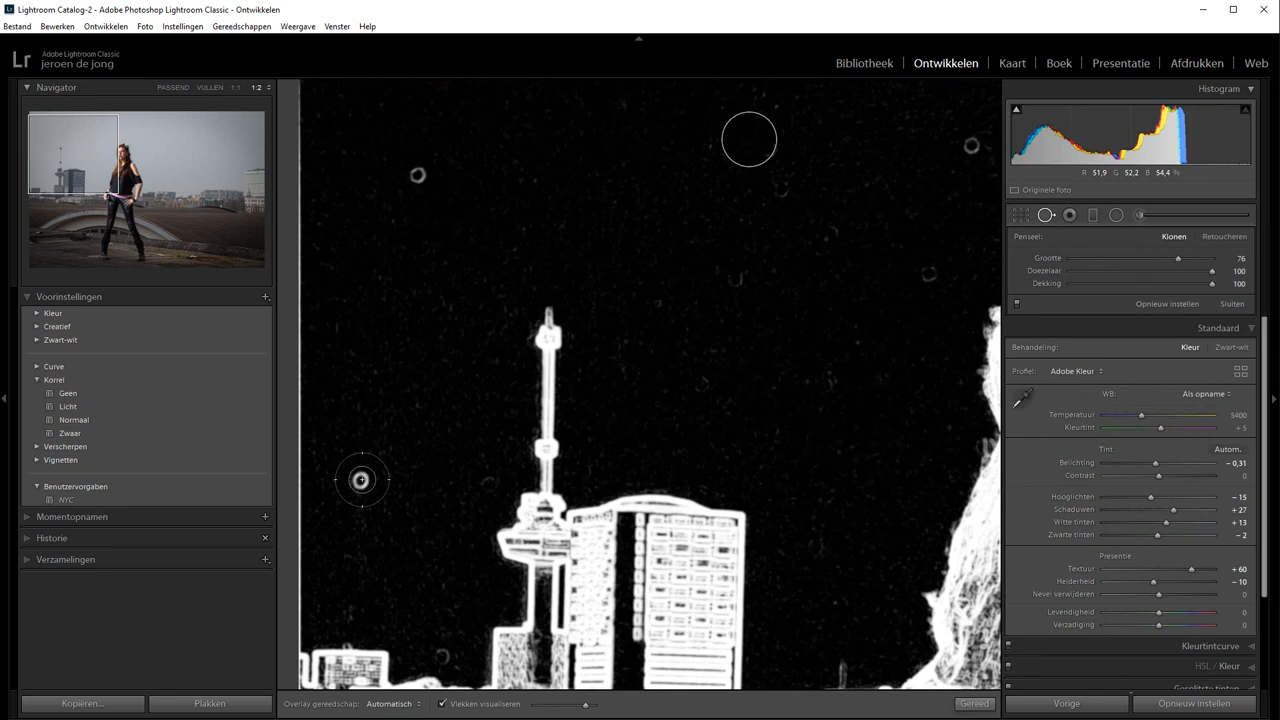 Lr Lightroom Catalog-2 - Adobe Photoshop Lightroom Classic - Ontwikkelen
Bestand Bewerken Ontwikkelen Foto Instellingen Gereedschappen Weergave Venster Help
Lr Adobe Lightroom Classic
jeroen de jong
Bibliotheek | Ontwikkelen | Kaart | Boek | Presentatie | Afdrukken | Web
Navigator PASSEND VULLEN 1:1 1:2
Voorinstellingen
Kleur
Creatief
Zwart-wit
Curve
Korrel
Geen
Licht
Normaal
Zwaar
Verscherpen
Vignetten
Benutzervorgaben
NYC
Momentopnamen
Historie
Verzamelingen
Kopiëren... Plakken
Overlay gereedschap: Automatisch Vlekken visualiseren Gereed
Histogram
R 51,9 G 52,2 B 54,4 %
Originele foto
Penseel: Klonen Retoucheren
Grootte 76
Doezelaar 100
Dekking 100
Opnieuw instellen Sluiten
Standaard
Behandeling: Kleur Zwart-wit
Profiel: Adobe Kleur
WB: Als opname
Temperatuur 5400
Kleurtint + 5
Tint Autom.
Belichting − 0,31
Contrast 0
Hooglichten − 15
Schaduwen + 27
Witte tinten + 13
Zwarte tinten − 2
Presentie
Textuur + 60
Helderheid − 10
Nevel verwijderen 0
Levendigheid 0
Verzadiging 0
Kleurtintcurve
HSL / Kleur
Gesplitste tinten
Vorige Opnieuw instellen